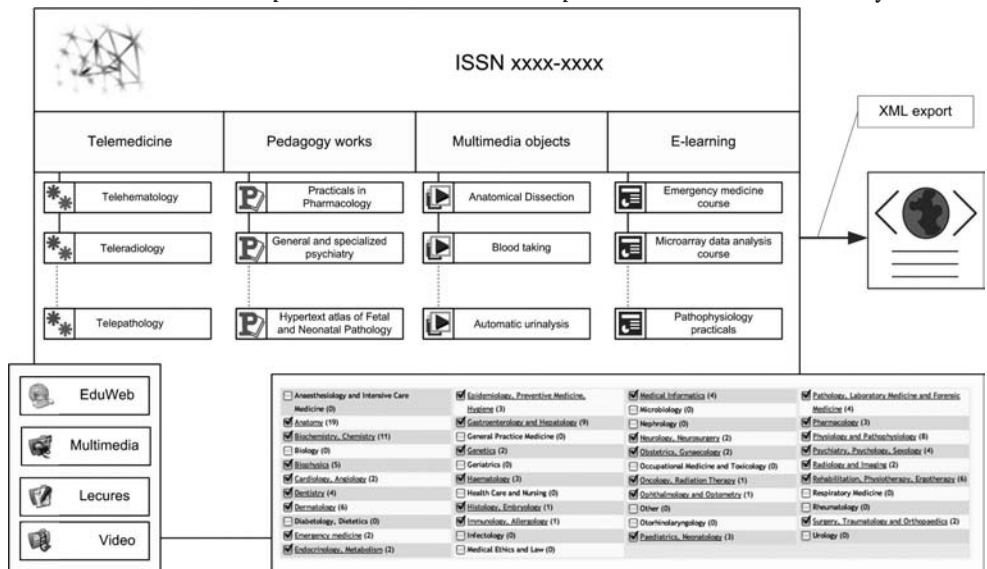 ISSN xxxx-xxxx
XML export
Telemedicine
Pedagogy works
Multimedia objects
E-learning
Telehematology
Practicals in
Pharmacology
Anatomical Dissection
Emergency medicine
course
Teleradiology
General and specialized
psychiatry
Blood taking
Microarray data analysis
course
Telepathology
Hypertext atlas of Fetal
and Neonatal Pathology
Automatic urinalysis
Pathophysiology
practicals
EduWeb
Multimedia
Lecures
Video
Anaesthesiology and Intensive Care
Medicine (0)
Anatomy (19)
Biochemistry, Chemistry (11)
Biology (0)
Biophysics (5)
Cardiology, Angiology (2)
Dentistry (4)
Dermatology (6)
Diabetology, Dietetics (0)
Emergency medicine (2)
Endocrinology, Metabolism (2)
Epidemiology, Preventive Medicine,
Hygiene (3)
Gastroenterology and Hepatology (9)
General Practice Medicine (0)
Genetics (2)
Geriatrics (0)
Haematology (3)
Health Care and Nursing (0)
Histology, Embryology (1)
Immunology, Allergology (1)
Infectology (0)
Medical Ethics and Law (0)
Medical Informatics (4)
Microbiology (0)
Nephrology (0)
Neurology, Neurosurgery (2)
Obstetrics, Gynaecology (2)
Occupational Medicine and Toxicology (0)
Oncology, Radiation Therapy (1)
Ophthalmology and Optometry (1)
Other (0)
Otorhinolaryngology (0)
Paediatrics, Neonatology (3)
Pathology, Laboratory Medicine and Forensic
Medicine (4)
Pharmacology (3)
Physiology and Pathophysiology (8)
Psychiatry, Psychology, Sexology (4)
Radiology and Imaging (2)
Rehabilitation, Physiotherapy, Ergotherapy (6)
Respiratory Medicine (0)
Rheumatology (0)
Surgery, Traumatology and Orthopaedics (2)
Urology (0)